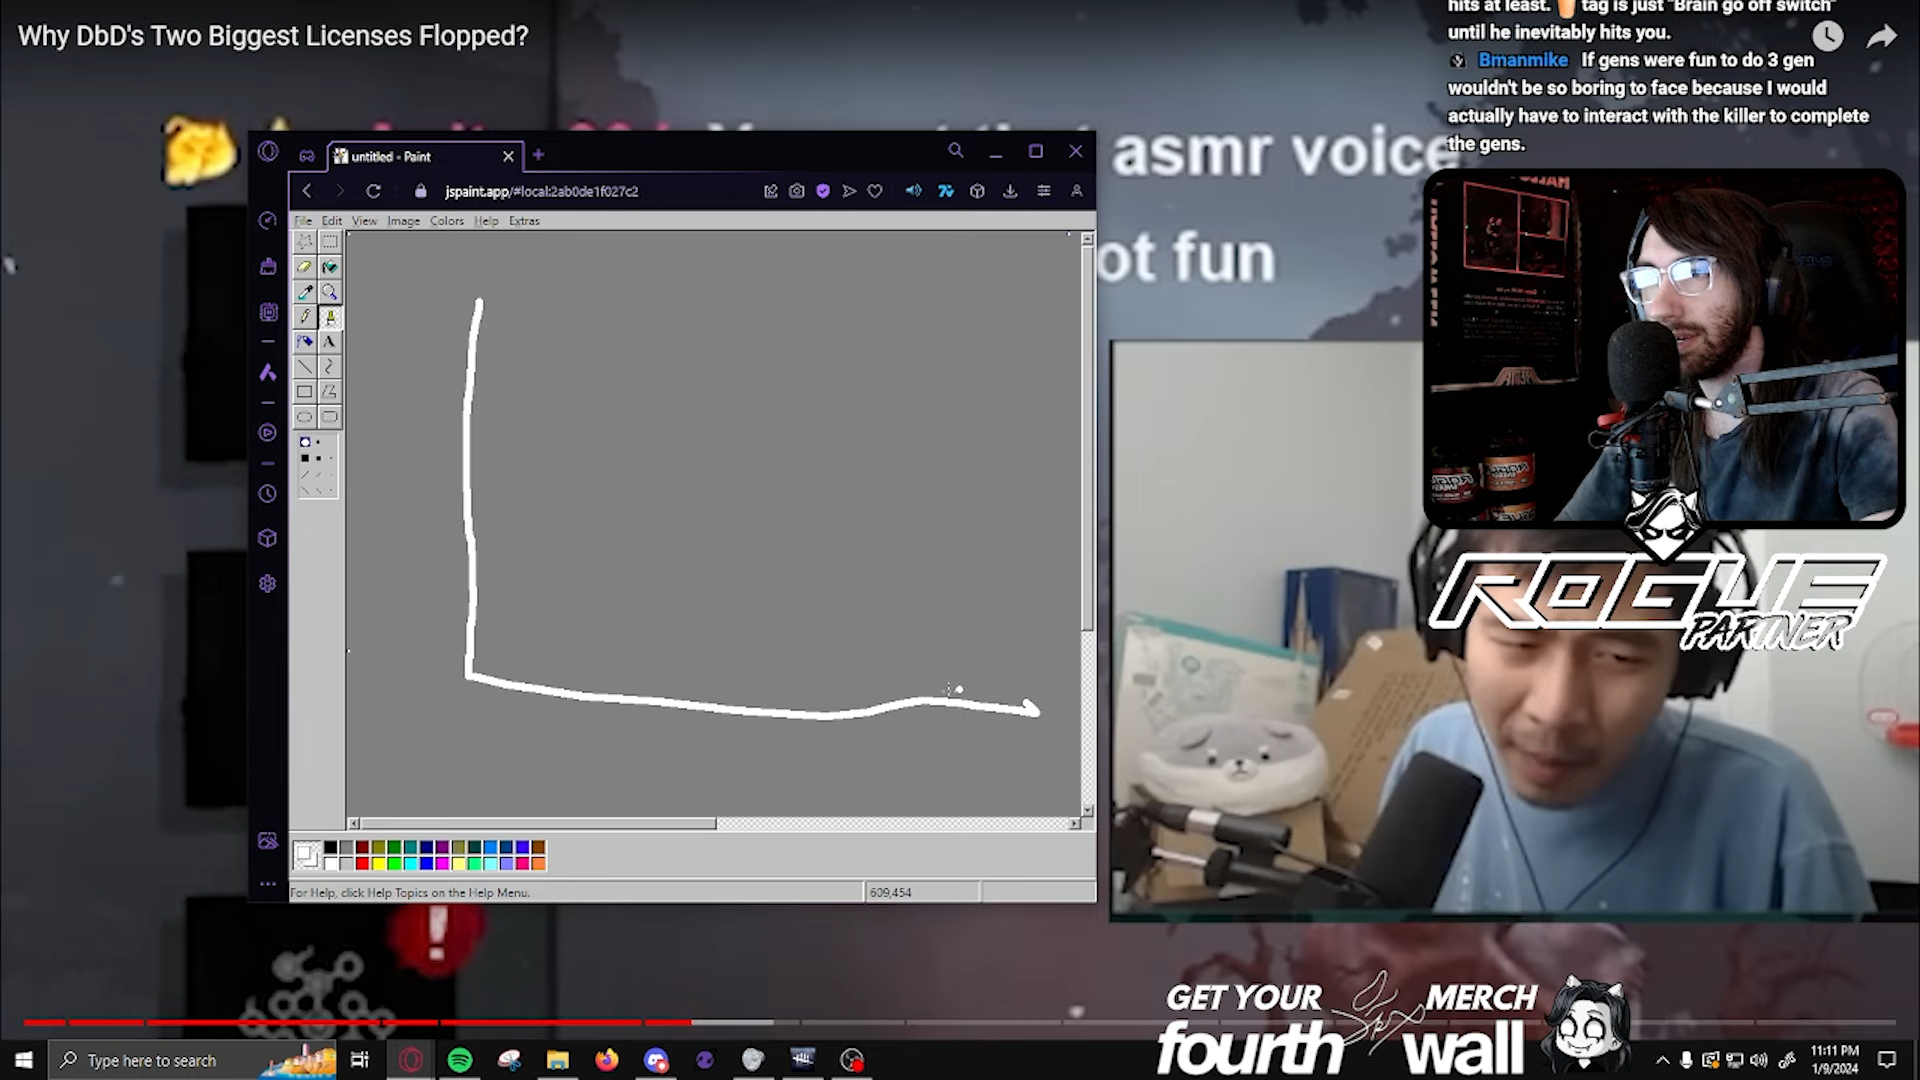 Why DbD's Two Biggest Licenses Flopped?
hits at least. tag is just "Brain go off switch"
until he inevitably hits you.
Bmanmike If gens were fun to do 3 gen
wouldn't be so boring to face because I would
actually have to interact with the killer to complete
the gens.
asmr voice
ot fun
untitled - Paint
jspaint.app/#local:2ab0de1f027c2
File Edit View Image Colors Help Extras
For Help, click Help Topics on the Help Menu.
609,454
ROGUE
PARTNER
GET YOUR MERCH
fourth wall
Type here to search
11:11 PM
1/9/2024